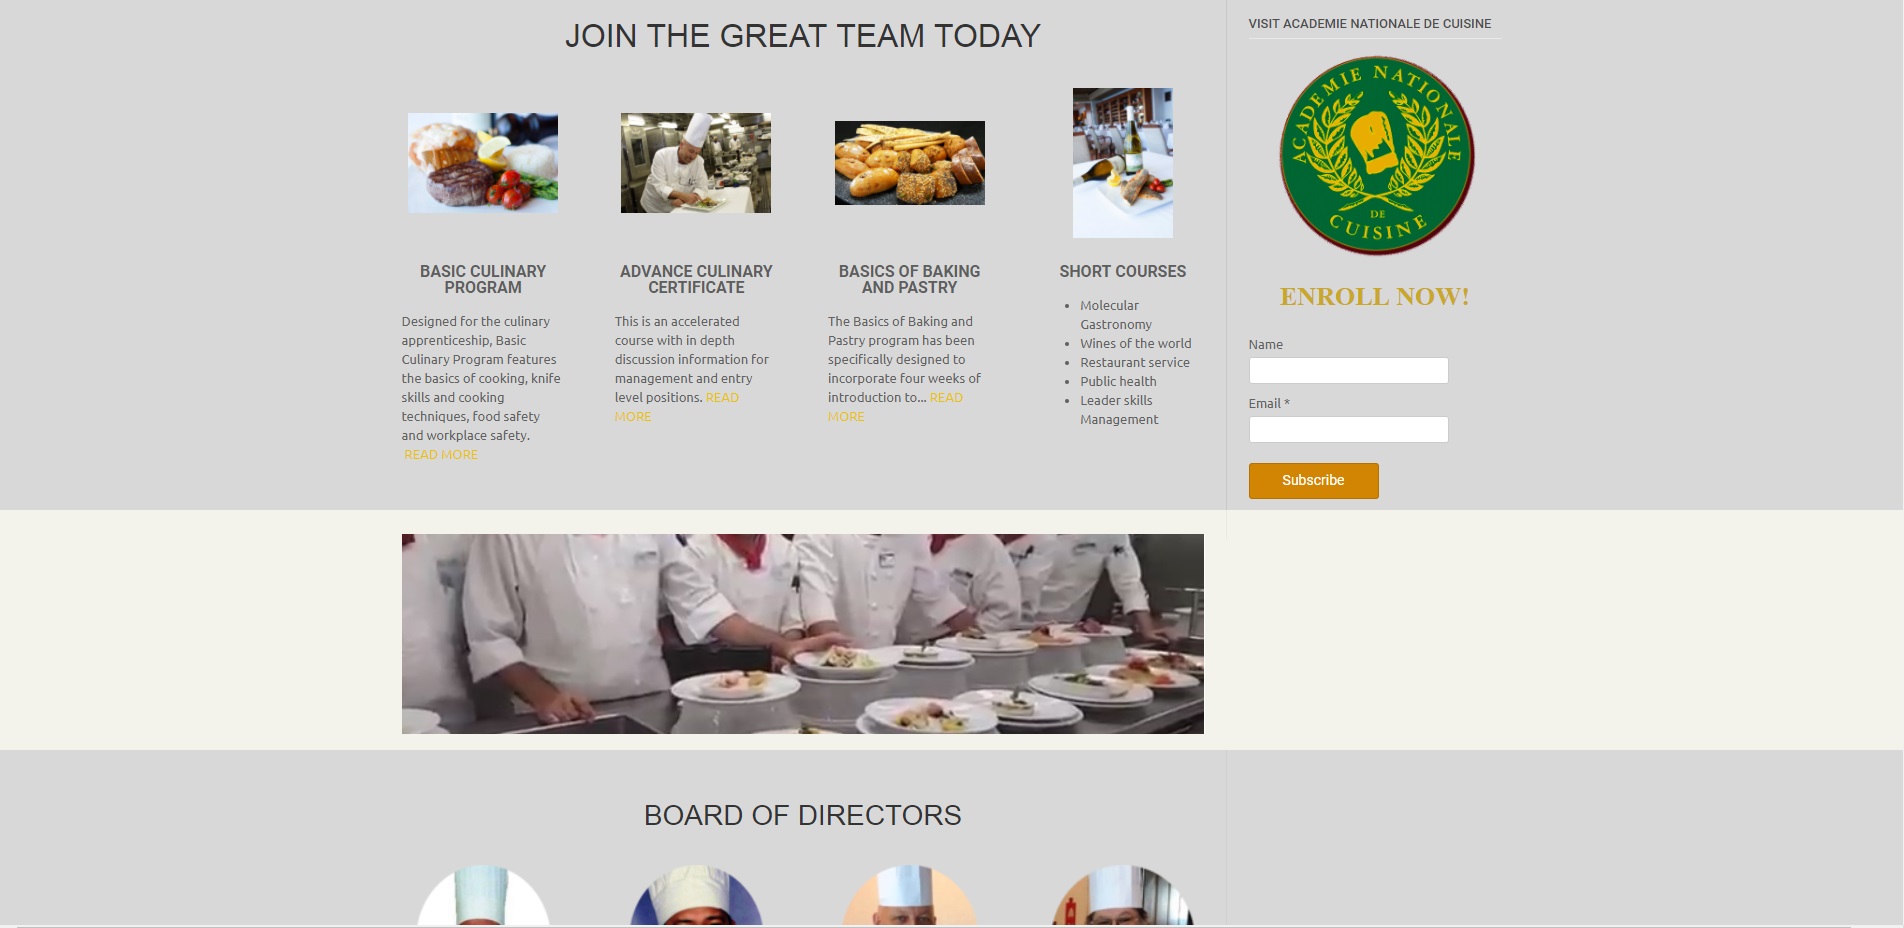 JOIN THE GREAT TEAM TODAY
BASIC CULINARY
PROGRAM
Designed for the culinary
apprenticeship, Basic
Culinary Program features
the basics of cooking, knife
skills and cooking
techniques, food safety
and workplace safety.
READ MORE
ADVANCE CULINARY
CERTIFICATE
This is an accelerated
course with in depth
discussion information for
management and entry
level positions. READ
MORE
BASICS OF BAKING
AND PASTRY
The Basics of Baking and
Pastry program has been
specifically designed to
incorporate four weeks of
introduction to... READ
MORE
SHORT COURSES
• Molecular
Gastronomy
• Wines of the world
• Restaurant service
• Public health
• Leader skills
Management
VISIT ACADEMIE NATIONALE DE CUISINE
ACADEMIE NATIONALE
DE
CUISINE
ENROLL NOW!
Name
Email *
Subscribe
BOARD OF DIRECTORS